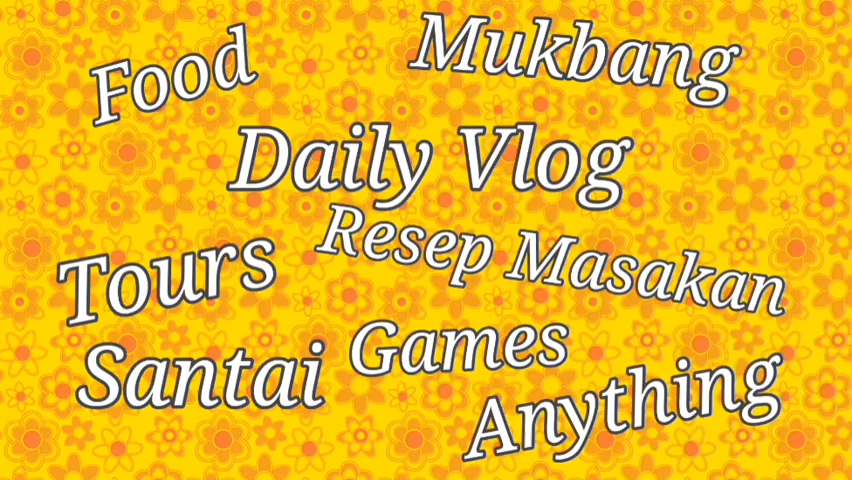 Food
Mukbang
Daily Vlog
Resep Masakan
Tours
Games
Santai
Anything